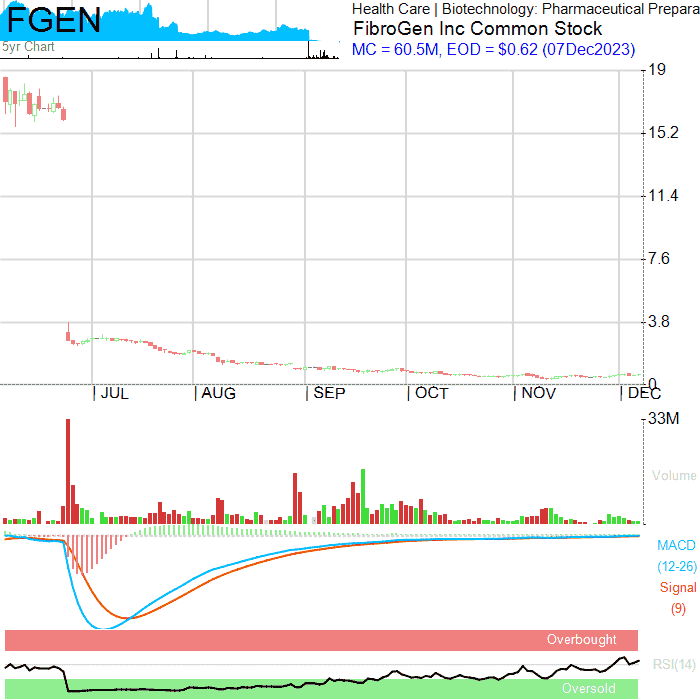 FGEN
5yr Chart
Health Care | Biotechnology: Pharmaceutical Prepara
FibroGen Inc Common Stock
MC = 60.5M, EOD = $0.62 (07Dec2023)
19
15.2
11.4
7.6
3.8
0
JUL
AUG
SEP
OCT
NOV
DEC
33M
Volume
MACD
(12-26)
Signal
(9)
Overbought
RSI(14)
Oversold